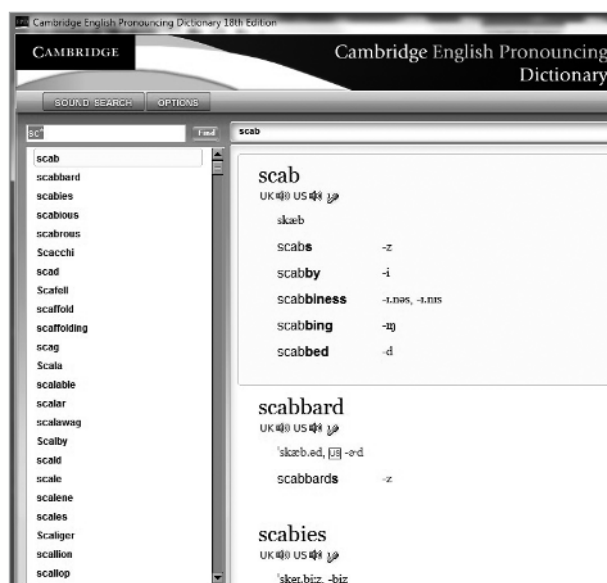 Cambridge English Pronouncing Dictionary 18th Edition
CAMBRIDGE
Cambridge English Pronouncing
Dictionary
SOUND SEARCH OPTIONS
sc^ Find
scab
scab
scabbard
scabies
scabious
scabrous
Scacchi
scad
Scafell
scaffold
scaffolding
scag
Scala
scalable
scalar
scalawag
Scalby
scald
scale
scalene
scales
Scaliger
scallion
scallop
scab
UK US
skæb
scabs -z
scabby -i
scabbiness -ɪ.nəs, -ɪ.nɪs
scabbing -ɪŋ
scabbed -d
scabbard
UK US
ˈskæb.əd, US -ɚd
scabbards -z
scabies
UK US
ˈskeɪ.biːz, -biz